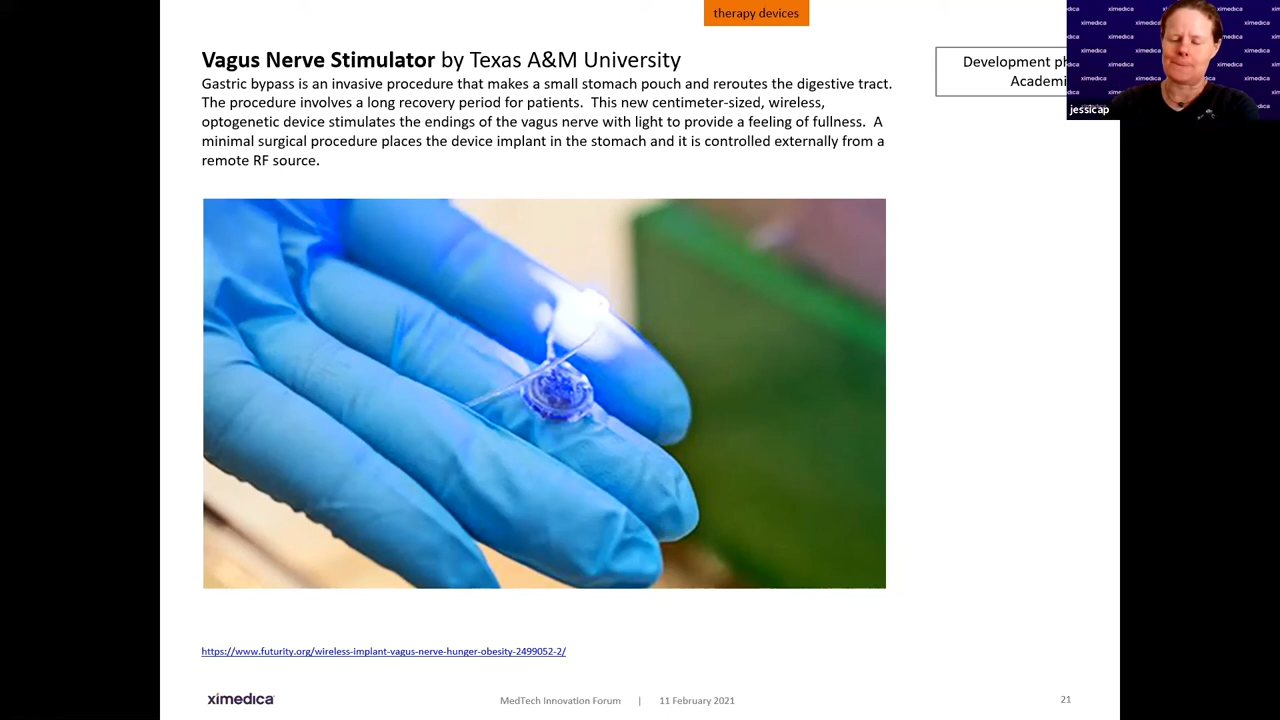 therapy devices
Vagus Nerve Stimulator by Texas A&M University
Gastric bypass is an invasive procedure that makes a small stomach pouch and reroutes the digestive tract.
The procedure involves a long recovery period for patients. This new centimeter-sized, wireless,
optogenetic device stimulates the endings of the vagus nerve with light to provide a feeling of fullness. A
minimal surgical procedure places the device implant in the stomach and it is controlled externally from a
remote RF source.
Development
jessicap
ximedica
https://www.futurity.org/wireless-implant-vagus-nerve-hunger-obesity-2499052-2/
ximedica
MedTech Innovation Forum | 11 February 2021
21